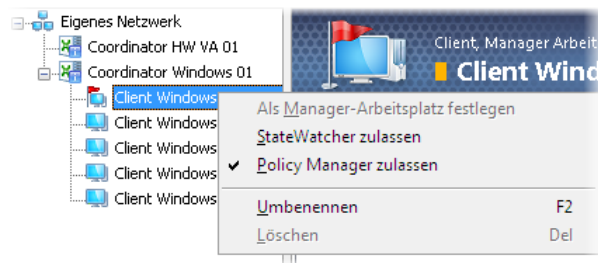 Eigenes Netzwerk
Coordinator HW VA 01
Coordinator Windows 01
Client Windows
Client Windows
Client Windows
Client Windows
Client Windows
Client, Manager Arbeit
Client Wind
Als Manager-Arbeitsplatz festlegen
StateWatcher zulassen
Policy Manager zulassen
Umbenennen F2
Löschen Del